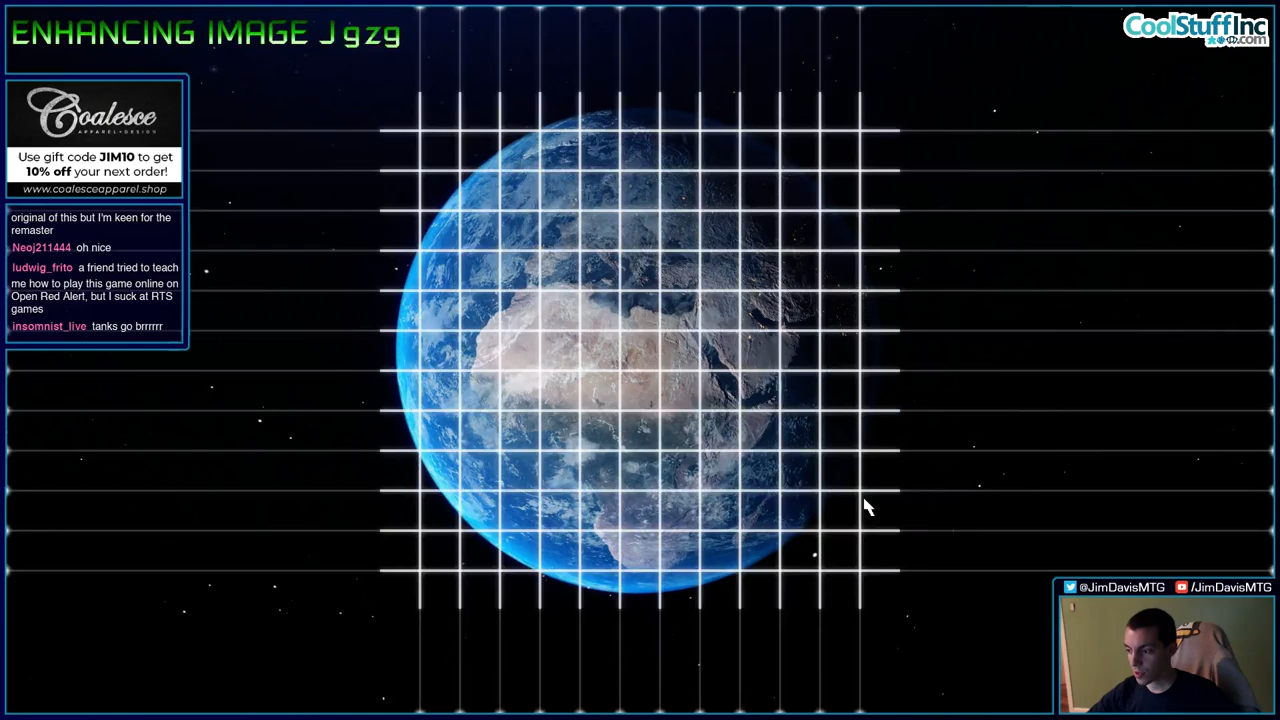 ENHANCING IMAGE Jgzg
CoolStuffInc
.com
Coalesce
APPAREL • DESIGN
Use gift code JIM10 to get
10% off your next order!
www.coalesceapparel.shop
original of this but I'm keen for the
remaster
Neoj211444 oh nice
ludwig_frito a friend tried to teach
me how to play this game online on
Open Red Alert, but I suck at RTS
games
insomnist_live tanks go brrrrrr
@JimDavisMTG /JimDavisMTG